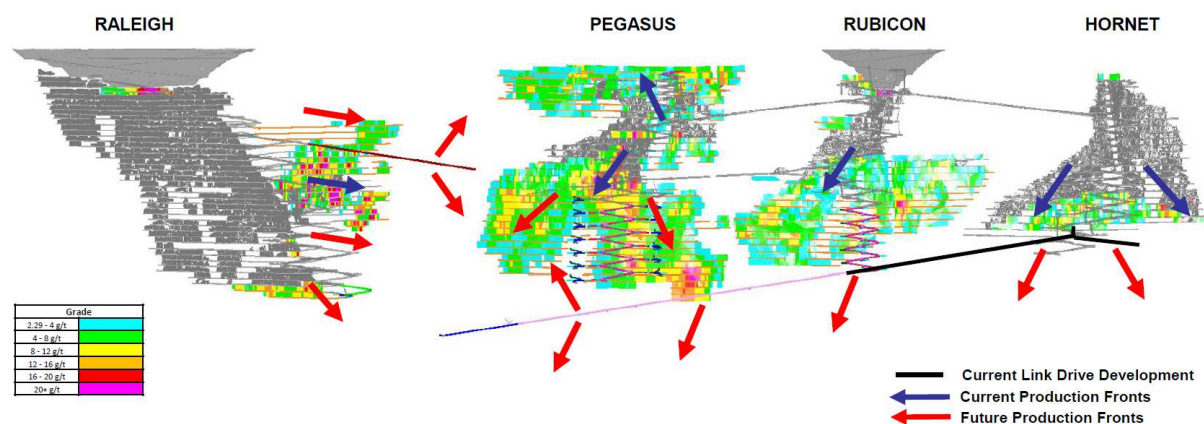 RALEIGH
PEGASUS
RUBICON
HORNET
Grade
2.29 - 4 g/t
4 - 8 g/t
8 - 12 g/t
12 - 16 g/t
16 - 20 g/t
20+ g/t
Current Link Drive Development
Current Production Fronts
Future Production Fronts